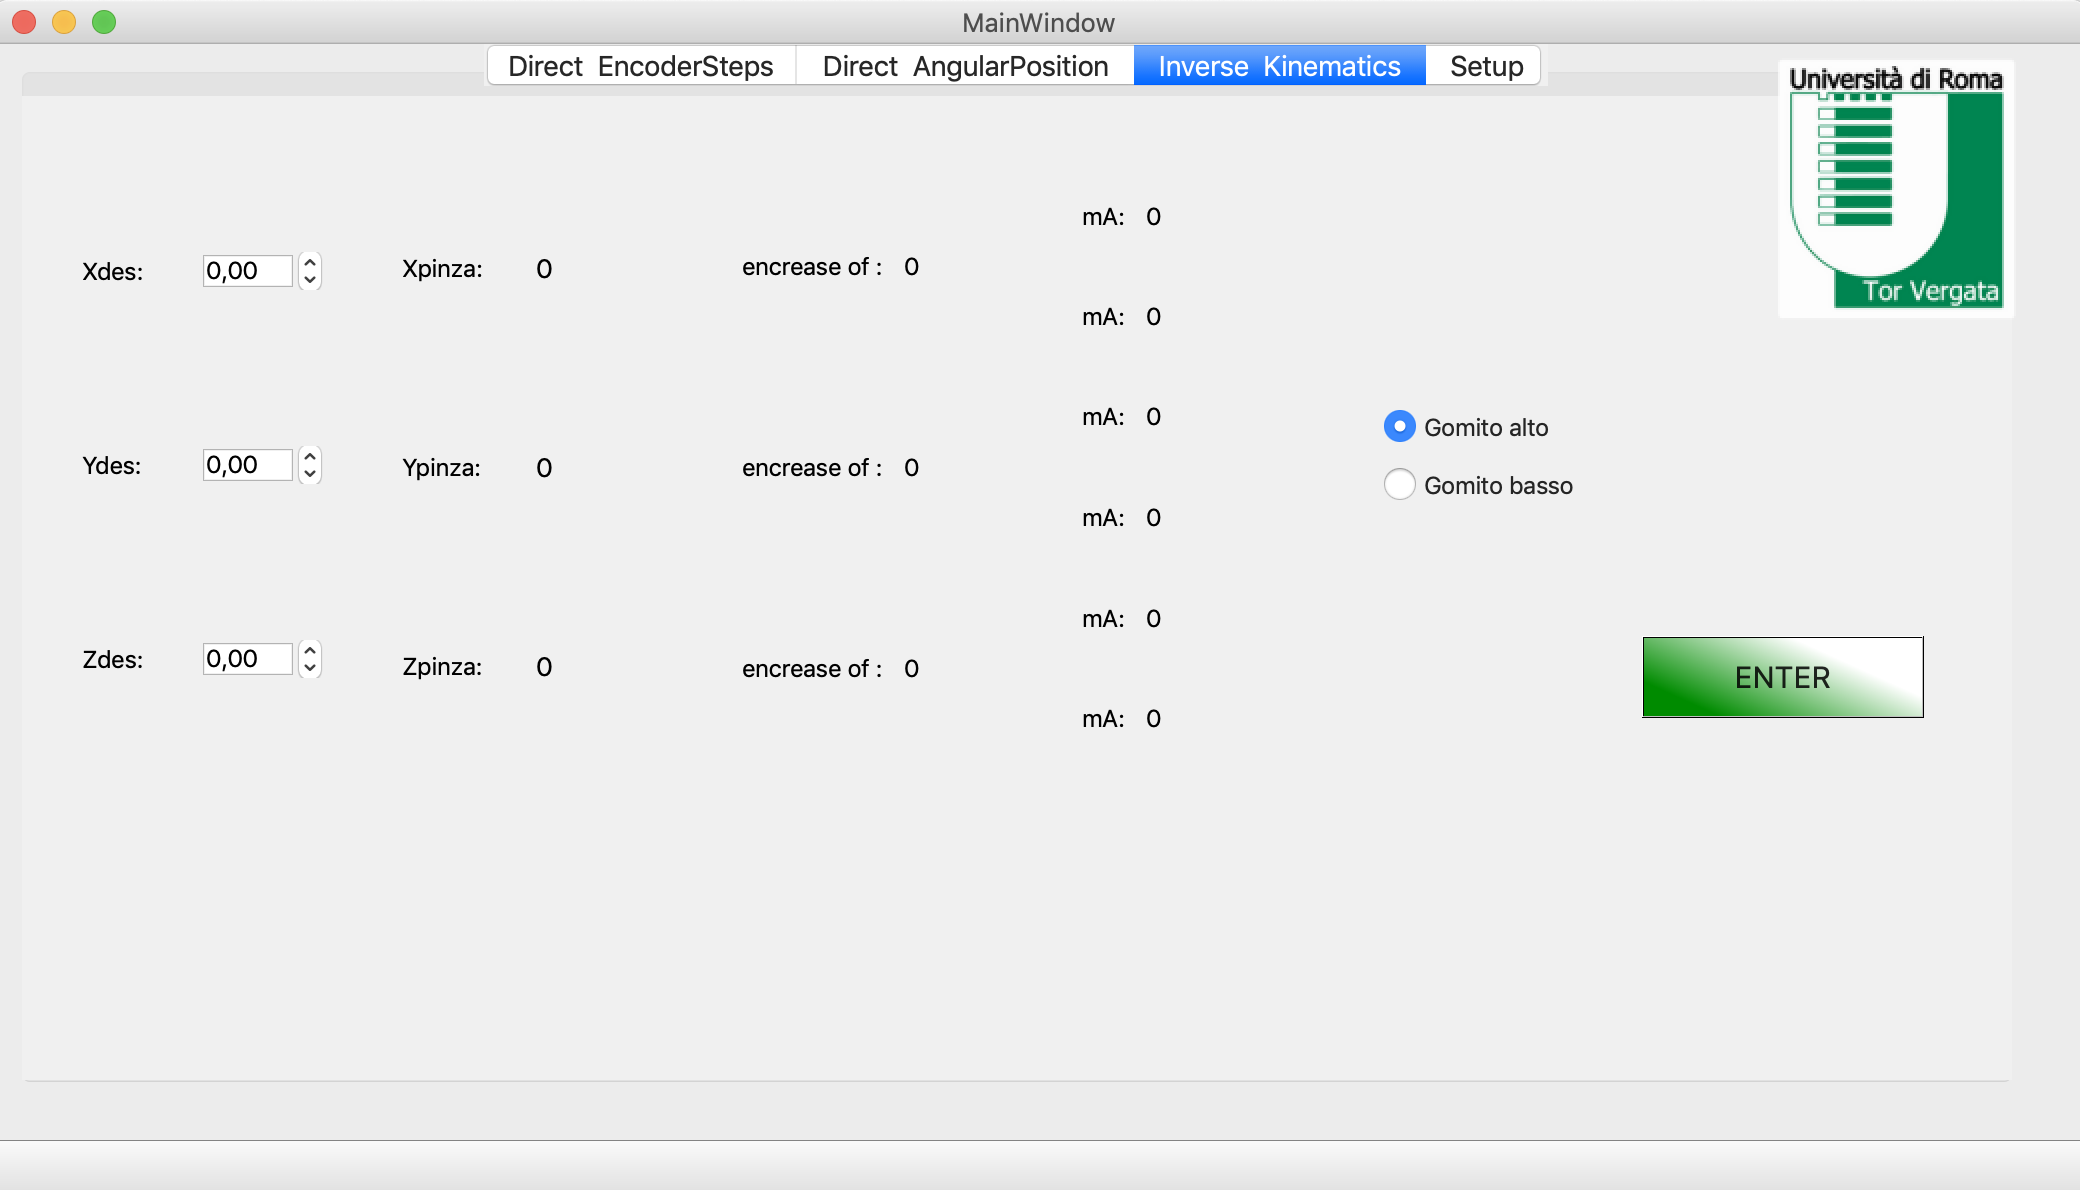 MainWindow
Direct EncoderSteps
Direct AngularPosition
Inverse Kinematics
Setup
Università di Roma
Tor Vergata
mA: 0
Xdes: 0,00 Xpinza: 0 encrease of : 0
mA: 0
mA: 0
Gomito alto
Ydes: 0,00 Ypinza: 0 encrease of : 0
Gomito basso
mA: 0
mA: 0
Zdes: 0,00 Zpinza: 0 encrease of : 0
ENTER
mA: 0